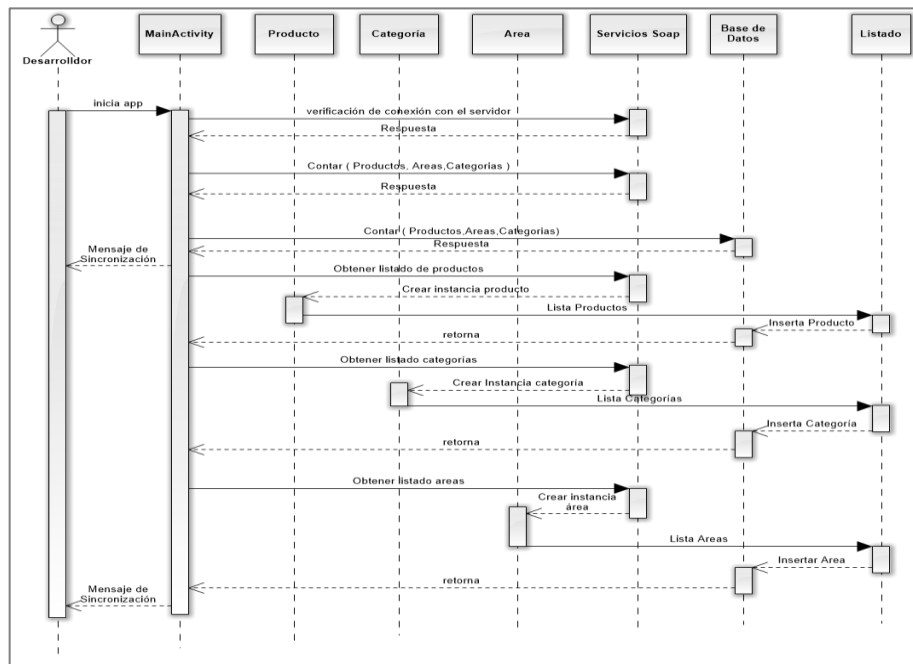 Desarrolldor
MainActivity
Producto
Categoría
Area
Servicios Soap
Base de
Datos
Listado
inicia app
verificación de conexión con el servidor
Respuesta
Contar ( Productos, Areas,Categorias )
Respuesta
Contar ( Productos,Areas,Categorias)
Respuesta
Mensaje de
Sincronización
Obtener listado de productos
Crear instancia producto
Lista Productos
Inserta Producto
retorna
Obtener listado categorías
Crear Instancia categoría
Lista Categorías
Inserta Categoría
retorna
Obtener listado areas
Crear instancia
área
Lista Areas
Insertar Area
retorna
Mensaje de
Sincronización